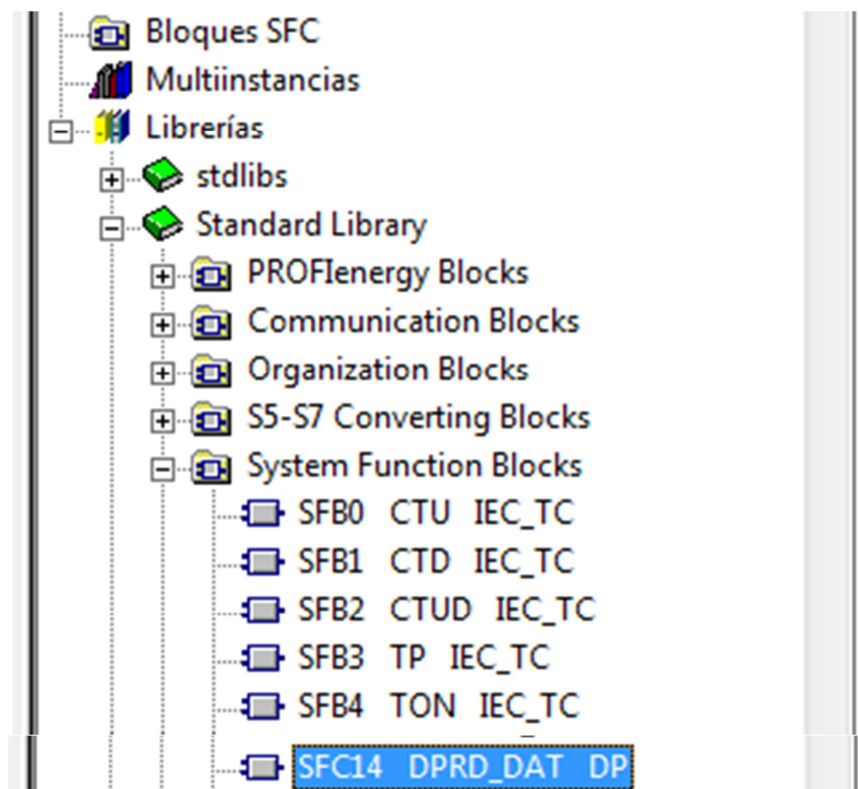 Bloques SFC
Multiinstancias
Librerías
stdlibs
Standard Library
PROFIenergy Blocks
Communication Blocks
Organization Blocks
S5-S7 Converting Blocks
System Function Blocks
SFB0 CTU IEC_TC
SFB1 CTD IEC_TC
SFB2 CTUD IEC_TC
SFB3 TP IEC_TC
SFB4 TON IEC_TC
SFC14 DPRD_DAT DP